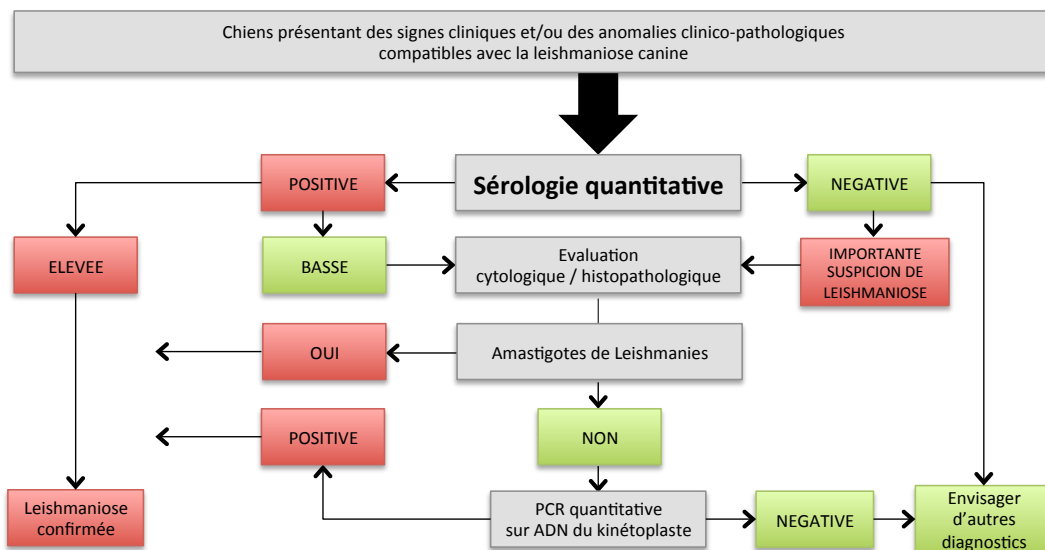 Chiens présentant des signes cliniques et/ou des anomalies clinico-pathologiques
compatibles avec la leishmaniose canine
POSITIVE
Sérologie quantitative
NEGATIVE
ELEVEE
BASSE
Evaluation
cytologique / histopathologique
IMPORTANTE
SUSPICION DE
LEISHMANIOSE
OUI
Amastigotes de Leishmanies
POSITIVE
NON
Leishmaniose
confirmée
PCR quantitative
sur ADN du kinétoplaste
NEGATIVE
Envisager
d’autres
diagnostics